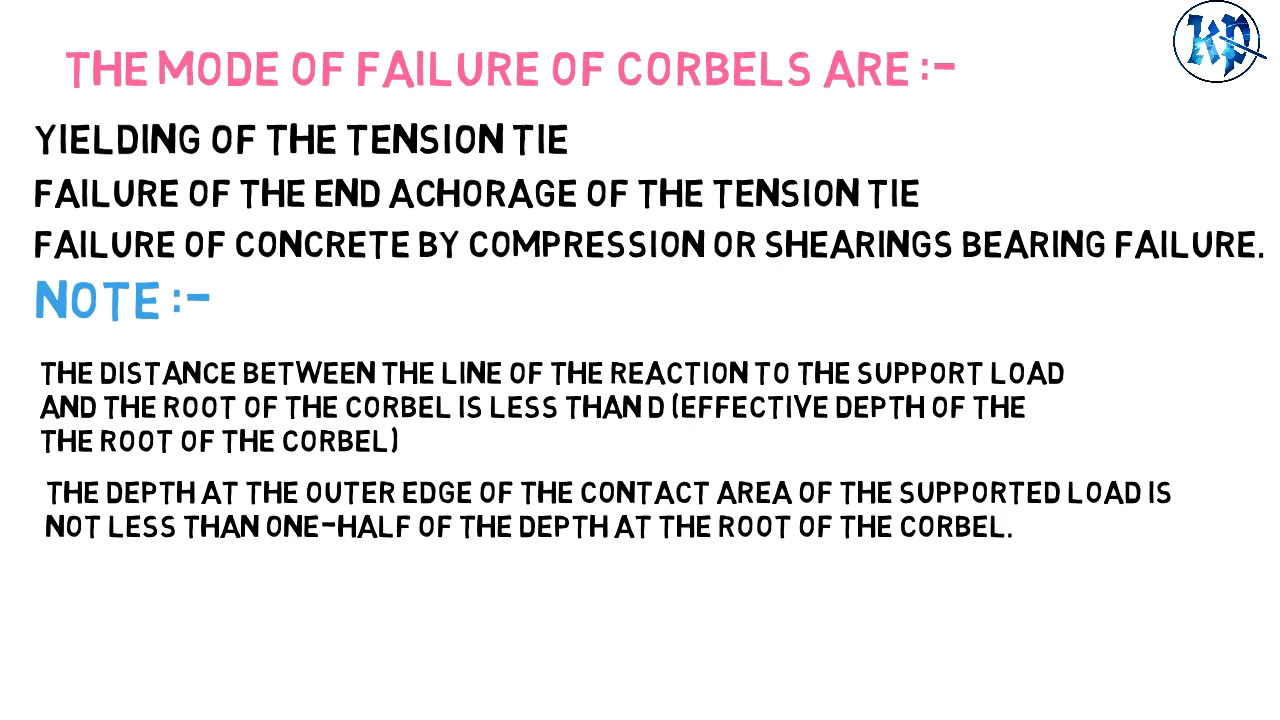 THE MODE OF FAILURE OF CORBELS ARE :-
YIELDING OF THE TENSION TIE
FAILURE OF THE END ACHORAGE OF THE TENSION TIE
FAILURE OF CONCRETE BY COMPRESSION OR SHEARINGS BEARING FAILURE.
NOTE :-
THE DISTANCE BETWEEN THE LINE OF THE REACTION TO THE SUPPORT LOAD
AND THE ROOT OF THE CORBEL IS LESS THAN D (EFFECTIVE DEPTH OF THE
THE ROOT OF THE CORBEL)
THE DEPTH AT THE OUTER EDGE OF THE CONTACT AREA OF THE SUPPORTED LOAD IS
NOT LESS THAN ONE-HALF OF THE DEPTH AT THE ROOT OF THE CORBEL.